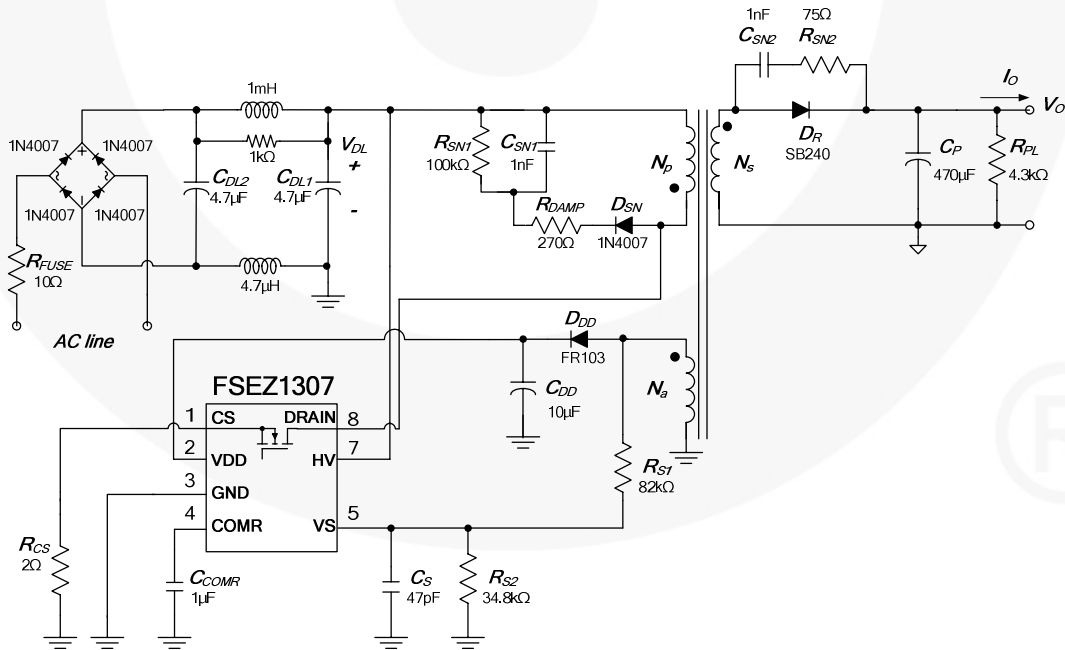 1nF
75Ω
CSN2
RSN2
1mH
IO
VO
1N4007
1N4007
1kΩ
VDL
+
-
CDL2
4.7µF
CDL1
4.7µF
RSN1
100kΩ
CSN1
1nF
Np
Ns
DR
SB240
CP
470µF
RPL
4.3kΩ
+
-
1N4007
1N4007
RDAMP
270Ω
DSN
1N4007
RFUSE
10Ω
4.7µH
AC line
DDD
FR103
Na
CDD
10µF
FSEZ1307
1
CS
DRAIN
8
2
VDD
HV
7
3
GND
4
COMR
VS
5
RS1
82kΩ
RCS
2Ω
CCOMR
1µF
CS
47pF
RS2
34.8kΩ
R